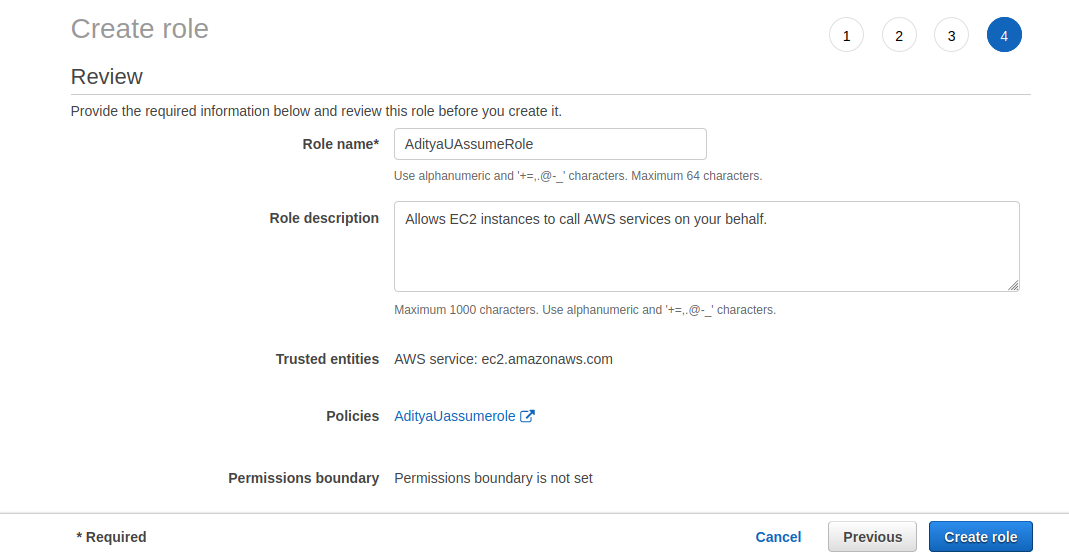 Create role
1 2 3 4
Review
Provide the required information below and review this role before you create it.
Role name* AdityaUAssumeRole
Use alphanumeric and '+=,.@-_' characters. Maximum 64 characters.
Role description Allows EC2 instances to call AWS services on your behalf.
Maximum 1000 characters. Use alphanumeric and '+=,.@-_' characters.
Trusted entities AWS service: ec2.amazonaws.com
Policies AdityaUassumerole
Permissions boundary Permissions boundary is not set
* Required Cancel Previous Create role